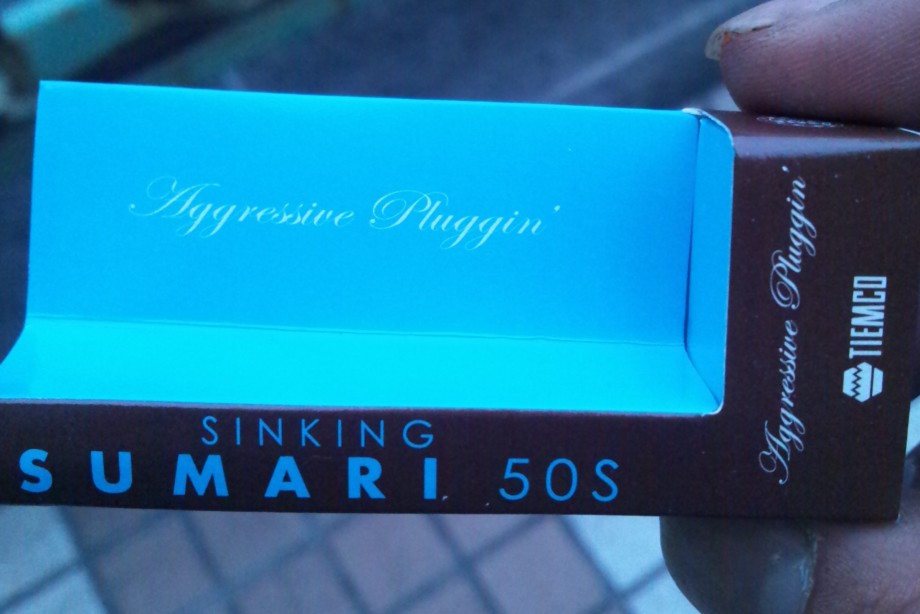 Aggressive Pluggin'
SINKING
SUMARI 50S
Aggressive Pluggin'
TIEMCO